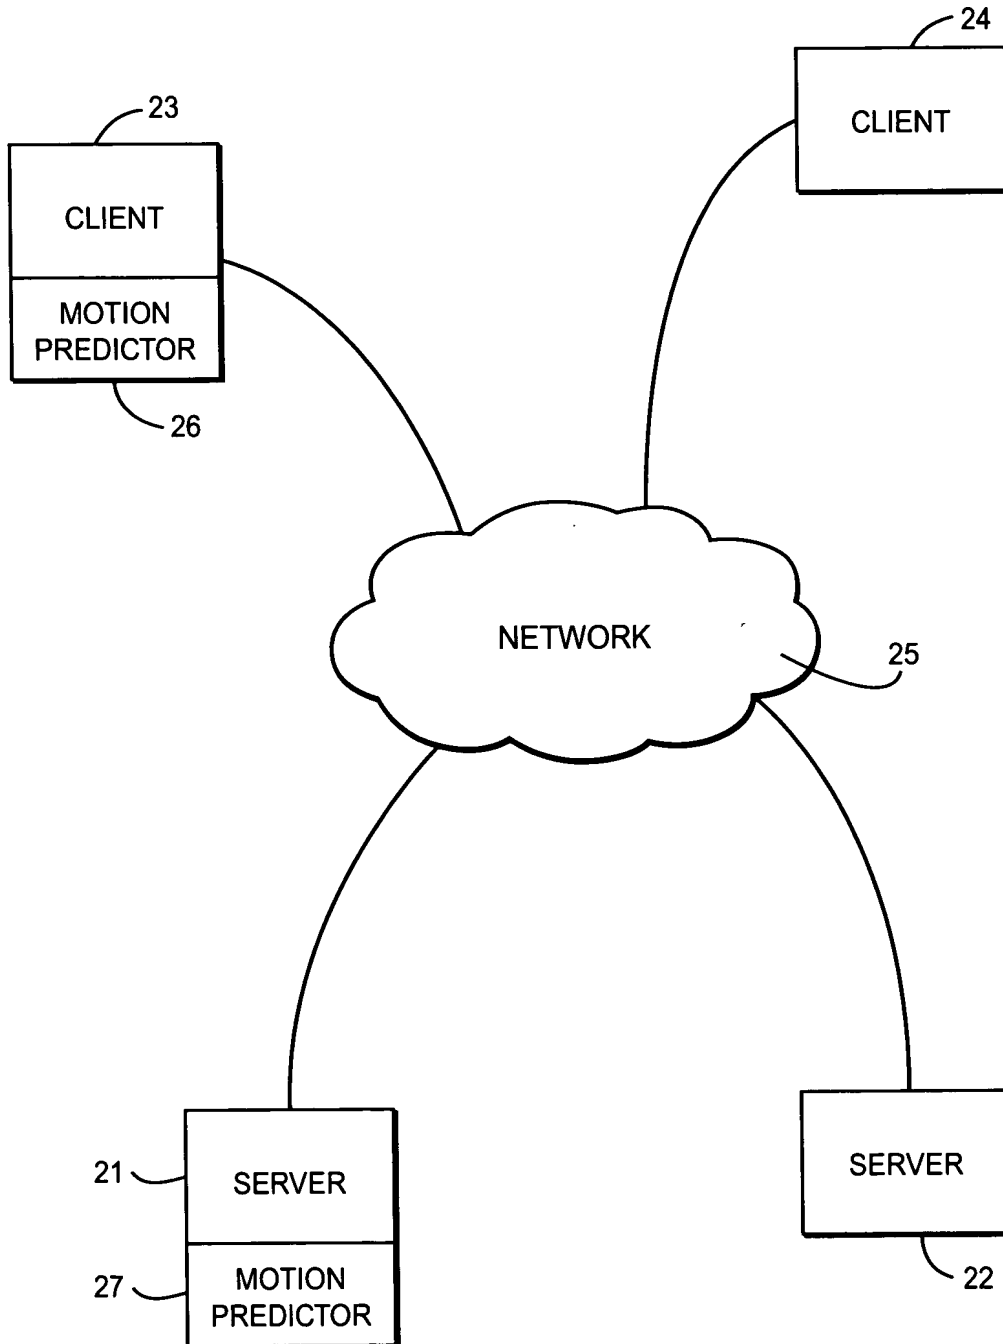 24
CLIENT
23
CLIENT
MOTION
PREDICTOR
26
NETWORK
25
21
SERVER
27
MOTION
PREDICTOR
SERVER
22